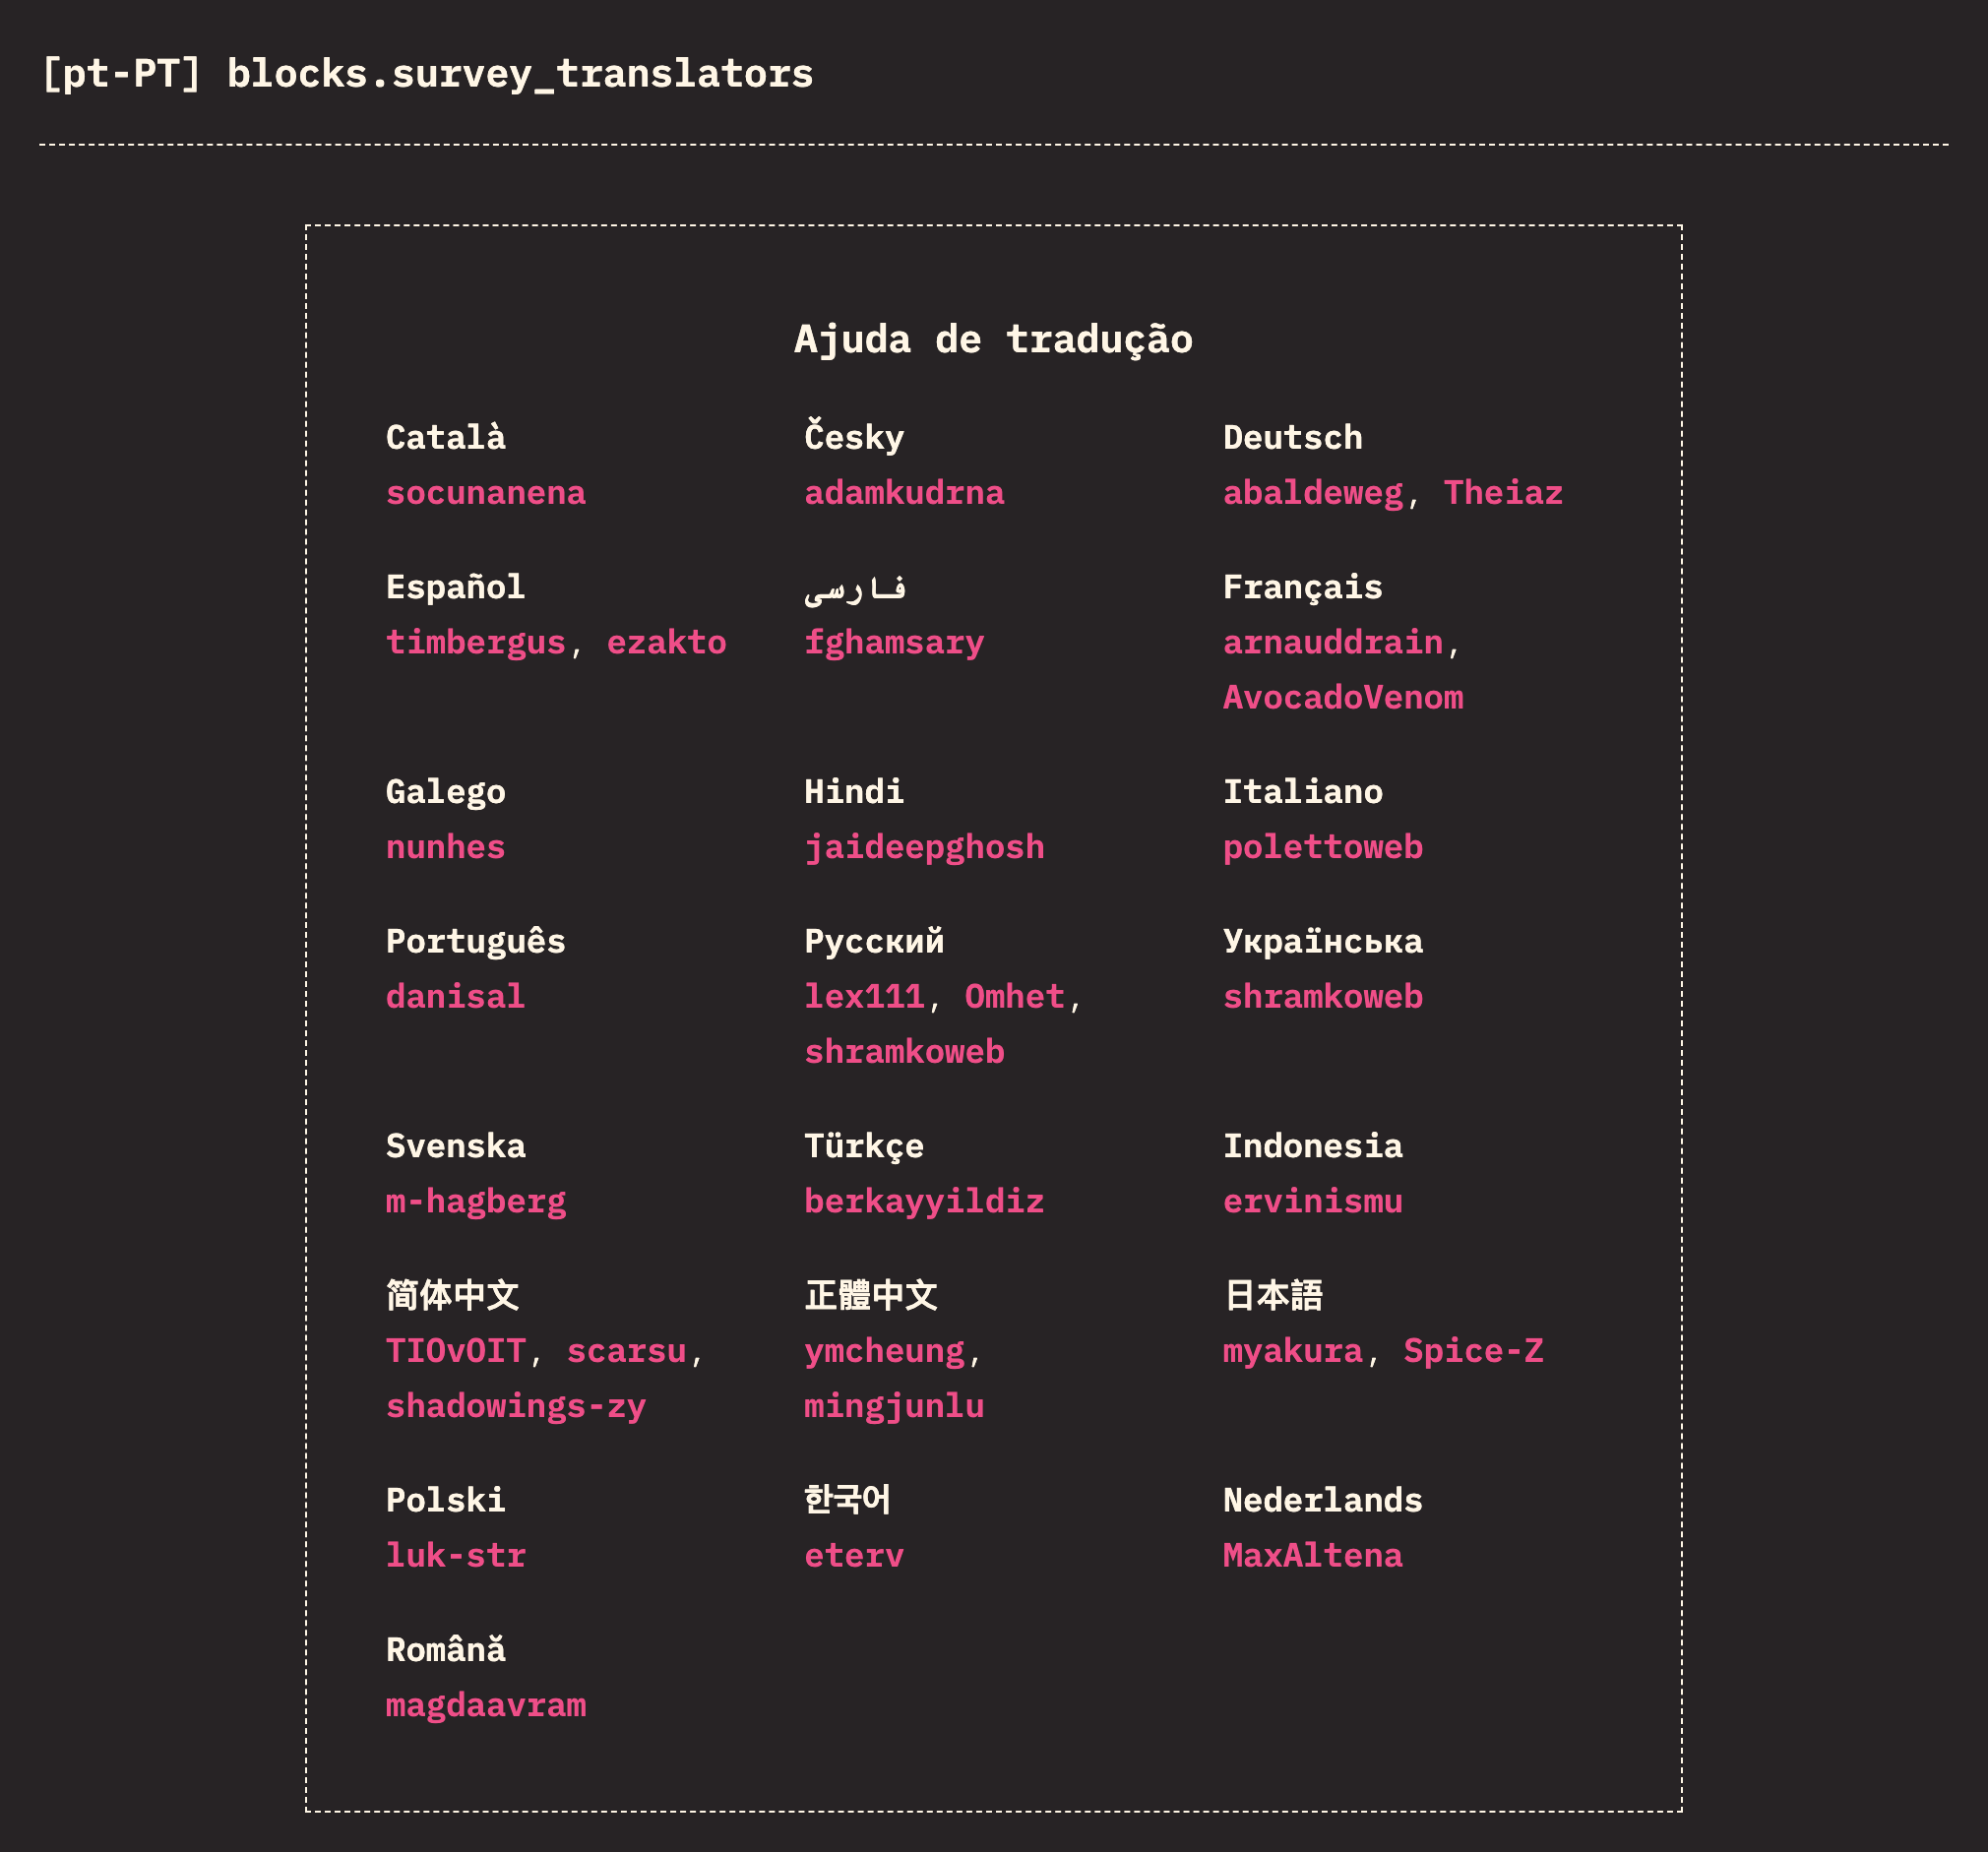 [pt-PT] blocks.survey_translators
Ajuda de tradução
Català
socunanena
Česky
adamkudrna
Deutsch
abaldeweg, Theiaz
Español
timbergus, ezakto
فارسی
fghamsary
Français
arnauddrain,
AvocadoVenom
Galego
nunhes
Hindi
jaideepghosh
Italiano
polettoweb
Português
danisal
Русский
lex111, Omhet,
shramkoweb
Українська
shramkoweb
Svenska
m-hagberg
Türkçe
berkayyildiz
Indonesia
ervinismu
简体中文
TIOvOIT, scarsu,
shadowings-zy
正體中文
ymcheung,
mingjunlu
日本語
myakura, Spice-Z
Polski
luk-str
한국어
eterv
Nederlands
MaxAltena
Română
magdaavram